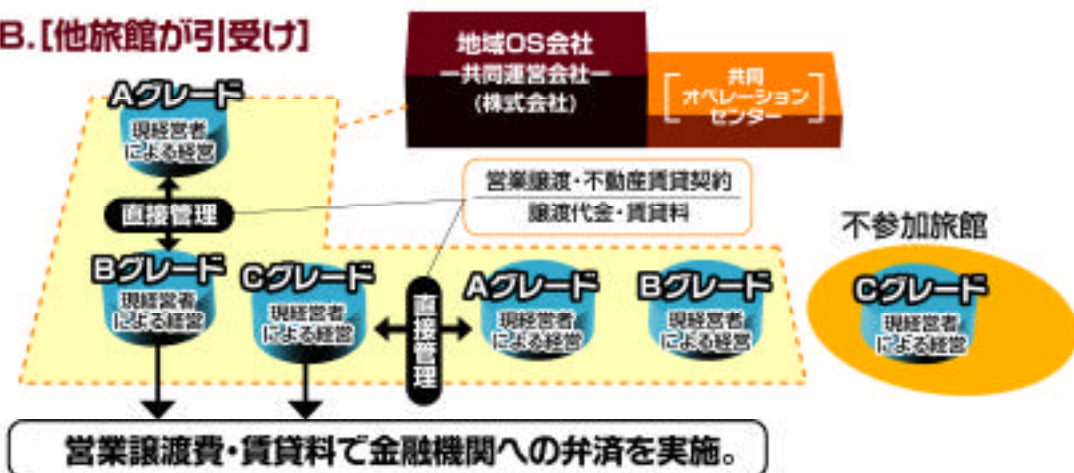 B.[他旅館が引受け]
地域OS会社
ー共同運営会社ー
(株式会社)
共同
オペレーション
センター
Aグレード
現経営者
による経営
直接管理
営業譲渡・不動産賃貸契約
譲渡代金・賃貸料
不参加旅館
Bグレード
現経営者
による経営
Cグレード
現経営者
による経営
直接管理
Aグレード
現経営者
による経営
Bグレード
現経営者
による経営
Cグレード
現経営者
による経営
営業譲渡費・賃貸料で金融機関への弁済を実施。